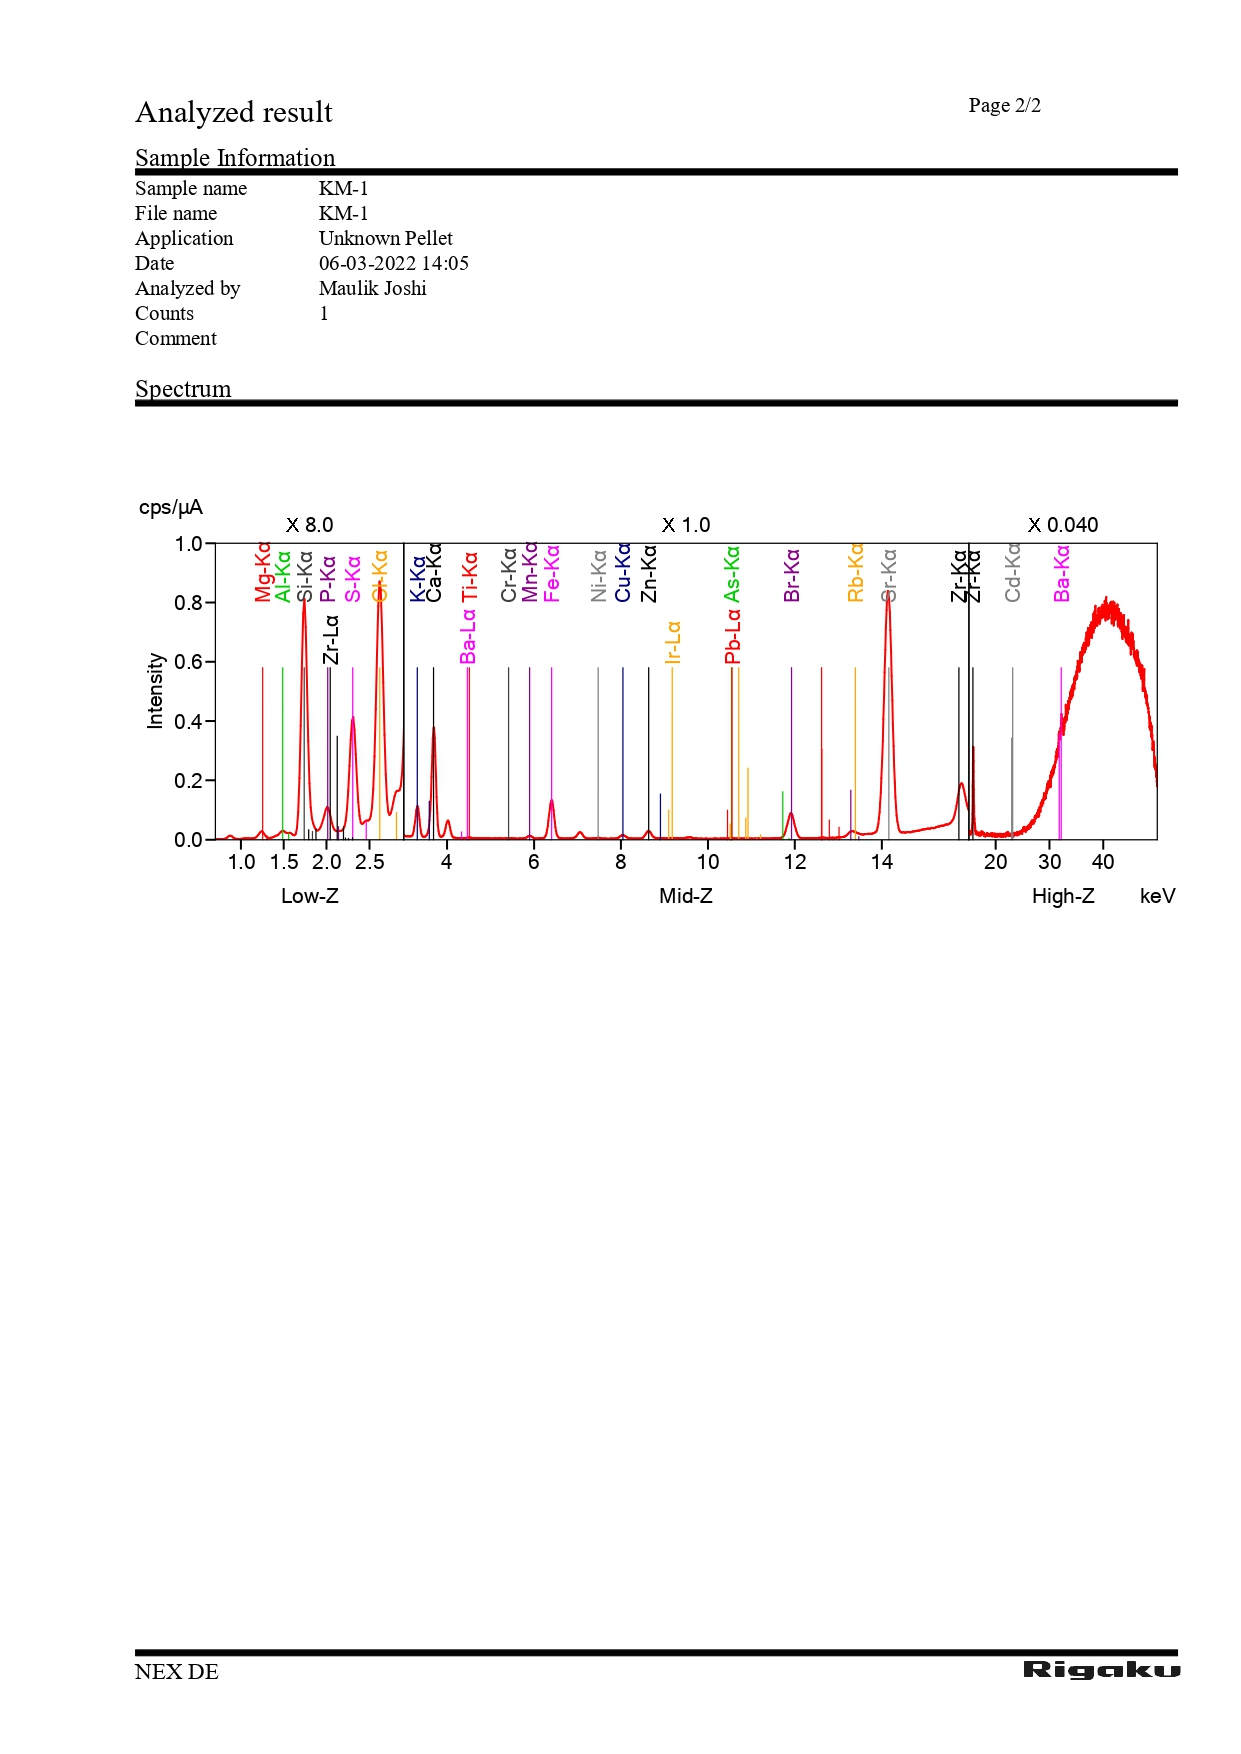 Analyzed result
Page 2/2
Sample Information
Sample name KM-1
File name KM-1
Application Unknown Pellet
Date 06-03-2022 14:05
Analyzed by Maulik Joshi
Counts 1
Comment
Spectrum
cps/µA
X 8.0 X 1.0 X 0.040
Mg-Kα Al-Kα Si-Kα P-Kα S-Kα Cl-Kα K-Kα Ca-Kα Ti-Kα Cr-Kα Mn-Kα Fe-Kα Ni-Kα Cu-Kα Zn-Kα As-Kα Br-Kα Rb-Kα Sr-Kα Zr-Kα Zr-Kα Cd-Kα Ba-Kα
Zr-Lα Ba-Lα Ir-Lα Pb-Lα
Intensity
1.0
0.8
0.6
0.4
0.2
0.0
1.0 1.5 2.0 2.5 4 6 8 10 12 14 20 30 40
Low-Z Mid-Z High-Z keV
NEX DE
Rigaku